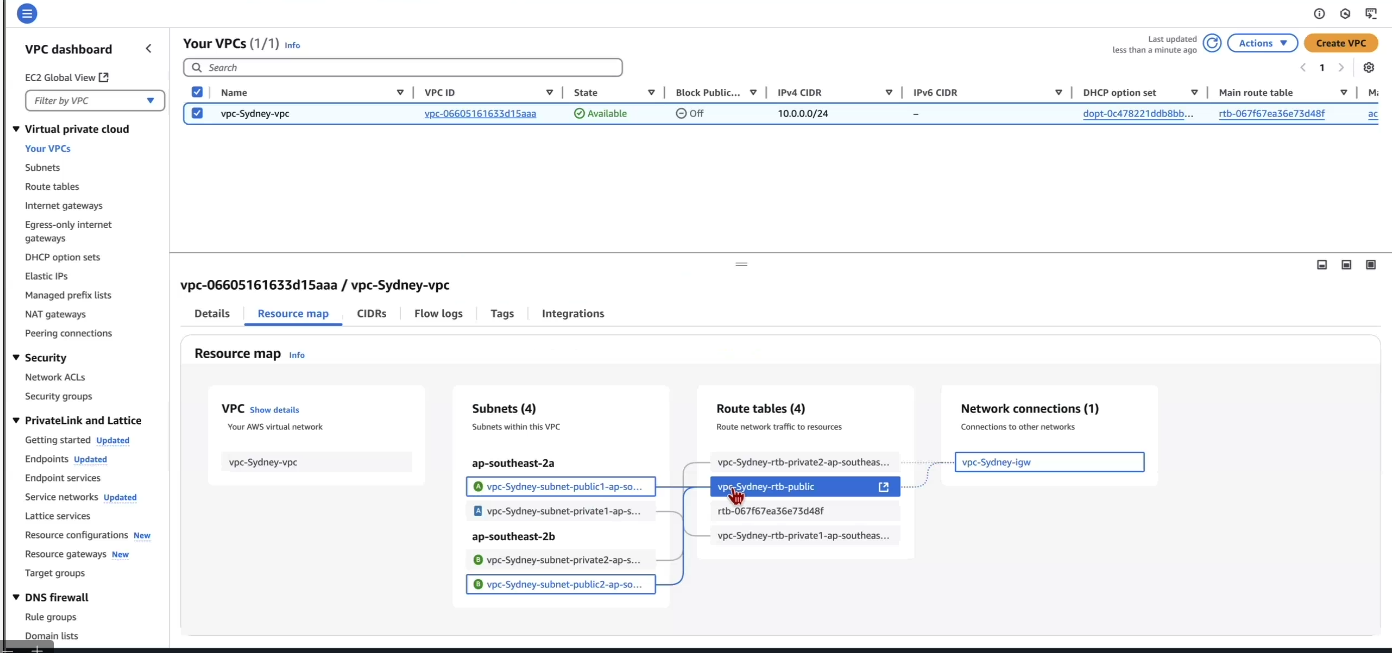 VPC dashboard
EC2 Global View
Filter by VPC
Virtual private cloud
Your VPCs
Subnets
Route tables
Internet gateways
Egress-only internet
gateways
DHCP option sets
Elastic IPs
Managed prefix lists
NAT gateways
Peering connections
Security
Network ACLs
Security groups
PrivateLink and Lattice
Getting started Updated
Endpoints Updated
Endpoint services
Service networks Updated
Lattice services
Resource configurations New
Resource gateways New
Target groups
DNS firewall
Rule groups
Domain lists
Your VPCs (1/1) Info
Last updated
less than a minute ago
Actions
Create VPC
Search
1
Name VPC ID State Block Public... IPv4 CIDR IPv6 CIDR DHCP option set Main route table Ma
vpc-Sydney-vpc vpc-06605161633d15aaa Available Off 10.0.0.0/24 – dopt-0c478221ddb8bb... rtb-067f67ea36e73d48f ac
vpc-06605161633d15aaa / vpc-Sydney-vpc
Details Resource map CIDRs Flow logs Tags Integrations
Resource map Info
VPC Show details
Your AWS virtual network
vpc-Sydney-vpc
Subnets (4)
Subnets within this VPC
ap-southeast-2a
A vpc-Sydney-subnet-public1-ap-so...
A vpc-Sydney-subnet-private1-ap-s...
ap-southeast-2b
B vpc-Sydney-subnet-private2-ap-s...
B vpc-Sydney-subnet-public2-ap-so...
Route tables (4)
Route network traffic to resources
vpc-Sydney-rtb-private2-ap-southeas...
vpc-Sydney-rtb-public
rtb-067f67ea36e73d48f
vpc-Sydney-rtb-private1-ap-southeas...
Network connections (1)
Connections to other networks
vpc-Sydney-igw